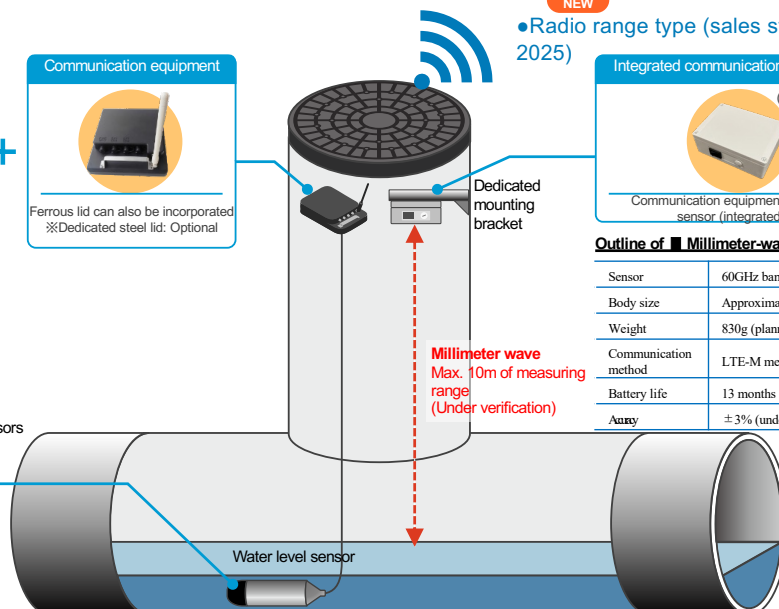 NEW
●Radio range type (sales s
2025)
Communication equipment
Ferrous lid can also be incorporated
※Dedicated steel lid: Optional
+
Dedicated
mounting
bracket
Integrated communication
Communication equipment
sensor (integrated
Outline of ■ Millimeter-wa
Sensor 60GHz ban
Body size Approxima
Weight 830g (plann
Communication method LTE-M me
Battery life 13 months
±3% (und
Millimeter wave
Max. 10m of measuring
range
(Under verification)
sors
Water level sensor